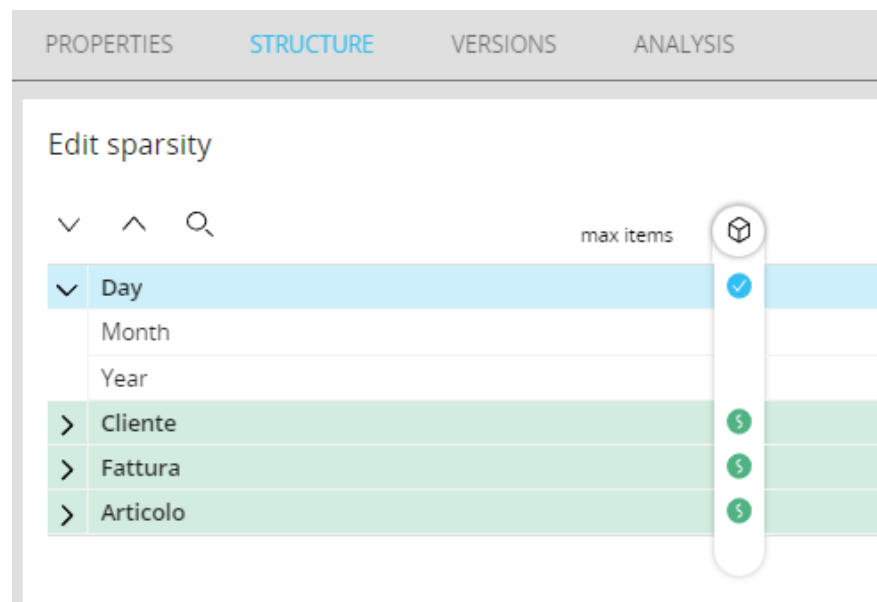 PROPERTIES STRUCTURE VERSIONS ANALYSIS
Edit sparsity
max items
Day
Month
Year
Cliente
Fattura
Articolo